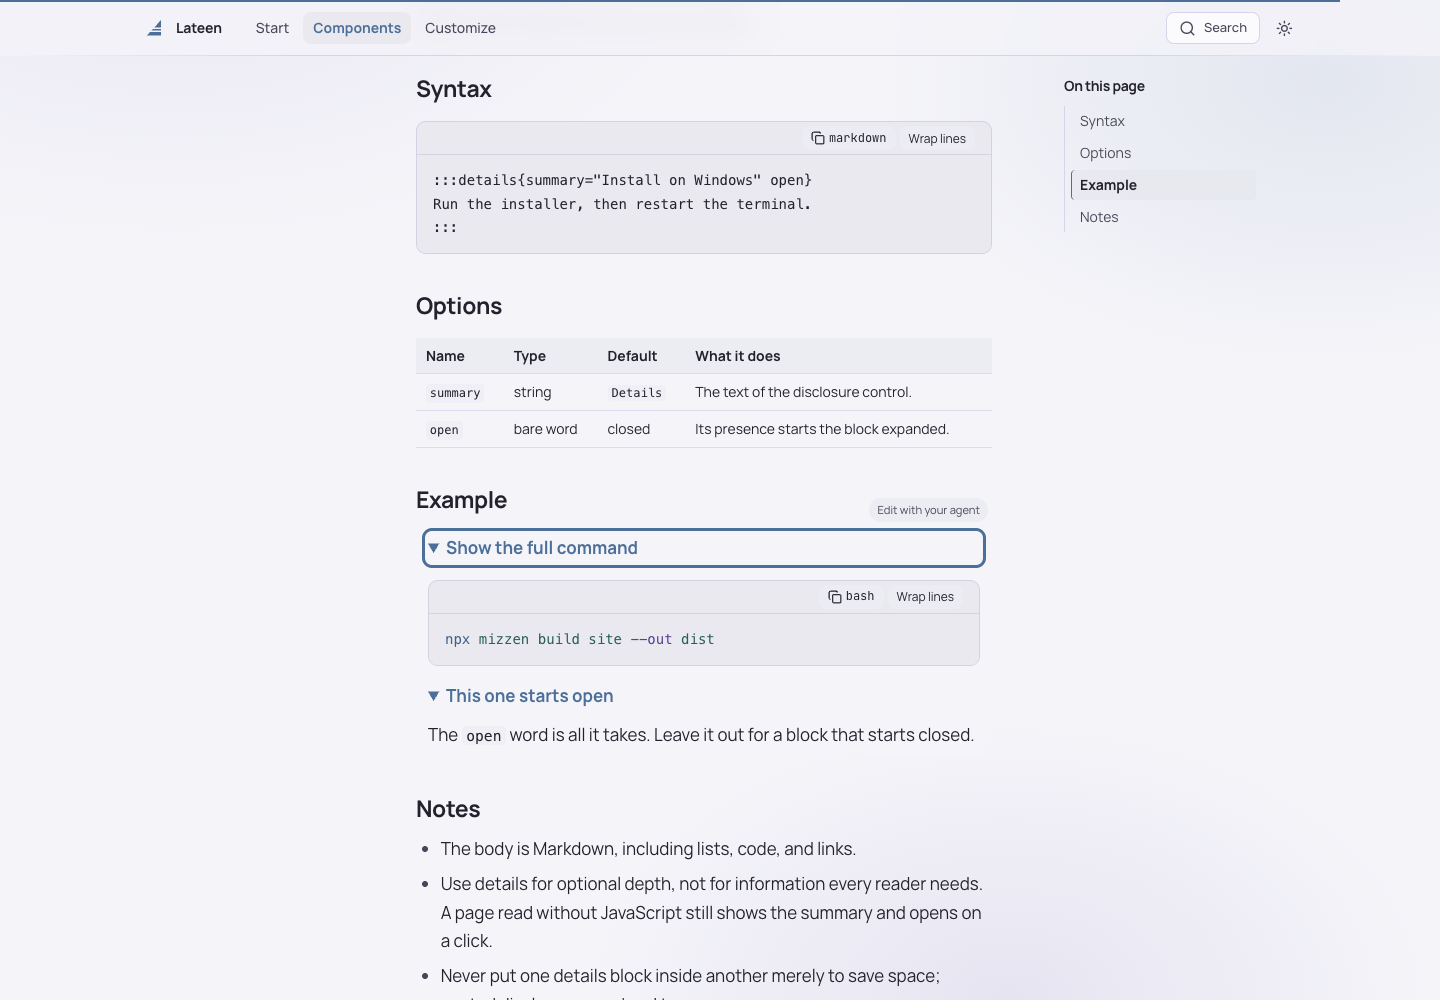 Lateen Start Components Customize Search
Syntax
markdown Wrap lines
:::details{summary="Install on Windows" open}
Run the installer, then restart the terminal.
:::
Options
Name Type Default What it does
summary string Details The text of the disclosure control.
open bare word closed Its presence starts the block expanded.
Example
Edit with your agent
Show the full command
bash Wrap lines
npx mizzen build site --out dist
This one starts open
The open word is all it takes. Leave it out for a block that starts closed.
Notes
The body is Markdown, including lists, code, and links.
Use details for optional depth, not for information every reader needs.
A page read without JavaScript still shows the summary and opens on
a click.
Never put one details block inside another merely to save space;
On this page
Syntax
Options
Example
Notes